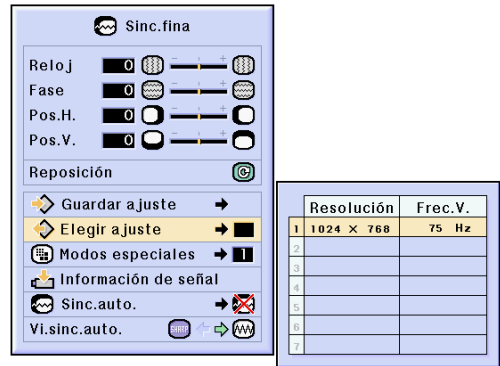 Sinc.fina
Reloj 0 - +
Fase 0 - +
Pos.H. 0 - +
Pos.V. 0 - +
Reposición
Guardar ajuste
Elegir ajuste
Modos especiales 1
Información de señal
Sinc.auto.
Vi.sinc.auto. SHARP
Resolución Frec.V.
1 1024 × 768 75 Hz
2
3
4
5
6
7